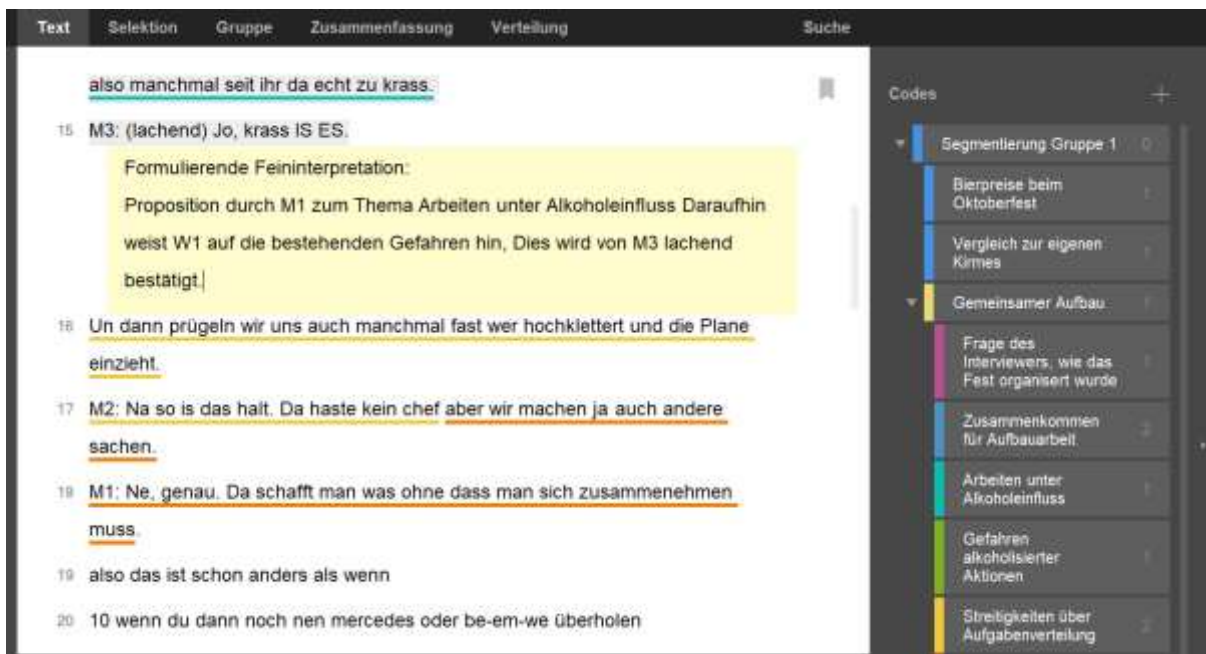 Text Selektion Gruppe Zusammenfassung Verteilung Suche
also manchmal seit ihr da echt zu krass.
15 M3: (lachend) Jo, krass IS ES.
Formulierende Feininterpretation:
Proposition durch M1 zum Thema Arbeiten unter Alkoholeinfluss Daraufhin
weist W1 auf die bestehenden Gefahren hin, Dies wird von M3 lachend
bestätigt.
16 Un dann prügeln wir uns auch manchmal fast wer hochklettert und die Plane
einzieht.
17 M2: Na so is das halt. Da haste kein chef aber wir machen ja auch andere
sachen.
M1: Ne, genau. Da schafft man was ohne dass man sich zusammenehmen
muss.
19 also das ist schon anders als wenn
20 10 wenn du dann noch nen mercedes oder be-em-we überholen
Codes
Segmentierung Gruppe 1 0
Bierpreise beim
Oktoberfest
Vergleich zur eigenen
Kirmes
Gemeinsamer Aufbau
Frage des
Interviewers, wie das
Fest organisert wurde
Zusammenkommen
für Aufbauarbeit
Arbeiten unter
Alkoholeinfluss
Gefahren
alkoholisierter
Aktionen
Streitigkeiten über
Aufgabenverteilung